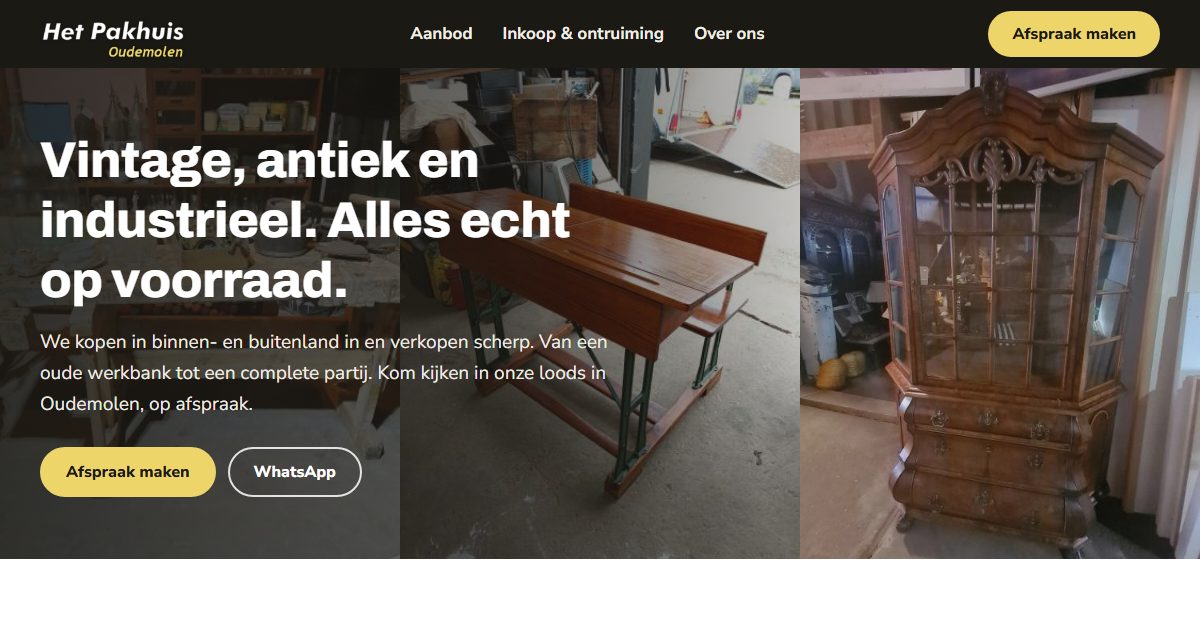 Het Pakhuis
Oudemolen
Aanbod
Inkoop & ontruiming
Over ons
Afspraak maken
Vintage, antiek en
industrieel. Alles echt
op voorraad.
We kopen in binnen- en buitenland in en verkopen scherp. Van een
oude werkbank tot een complete partij. Kom kijken in onze loods in
Oudemolen, op afspraak.
Afspraak maken
WhatsApp